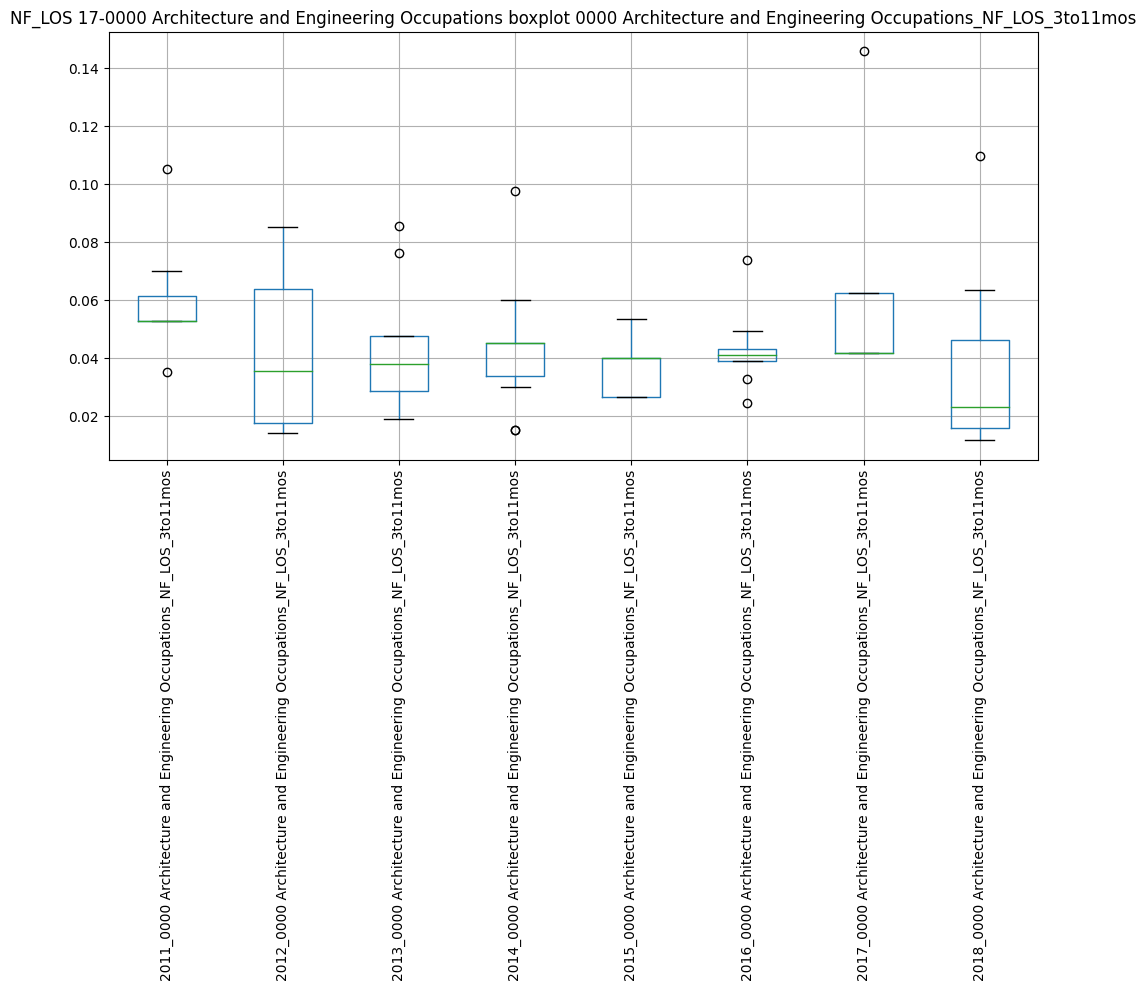 NF_LOS 17-0000 Architecture and Engineering Occupations boxplot 0000 Architecture and Engineering Occupations_NF_LOS_3to11mos
0.14
0.12
0.10
0.08
0.06
0.04
0.02
2011_0000 Architecture and Engineering Occupations_NF_LOS_3to11mos
2012_0000 Architecture and Engineering Occupations_NF_LOS_3to11mos
2013_0000 Architecture and Engineering Occupations_NF_LOS_3to11mos
2014_0000 Architecture and Engineering Occupations_NF_LOS_3to11mos
2015_0000 Architecture and Engineering Occupations_NF_LOS_3to11mos
2016_0000 Architecture and Engineering Occupations_NF_LOS_3to11mos
2017_0000 Architecture and Engineering Occupations_NF_LOS_3to11mos
2018_0000 Architecture and Engineering Occupations_NF_LOS_3to11mos